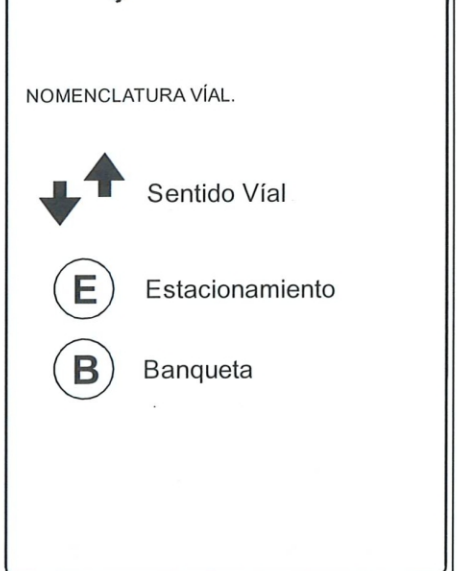 NOMENCLATURA VÍAL.
Sentido Víal
E Estacionamiento
B Banqueta